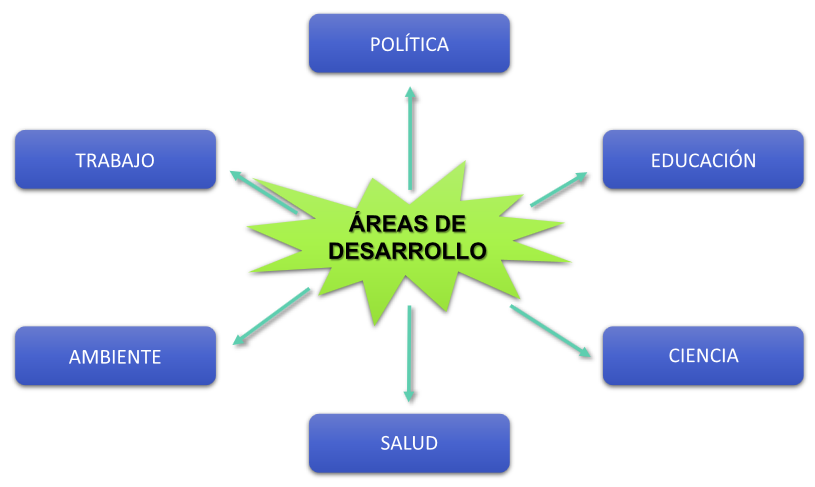 POLÍTICA
TRABAJO
EDUCACIÓN
ÁREAS DE
DESARROLLO
AMBIENTE
CIENCIA
SALUD